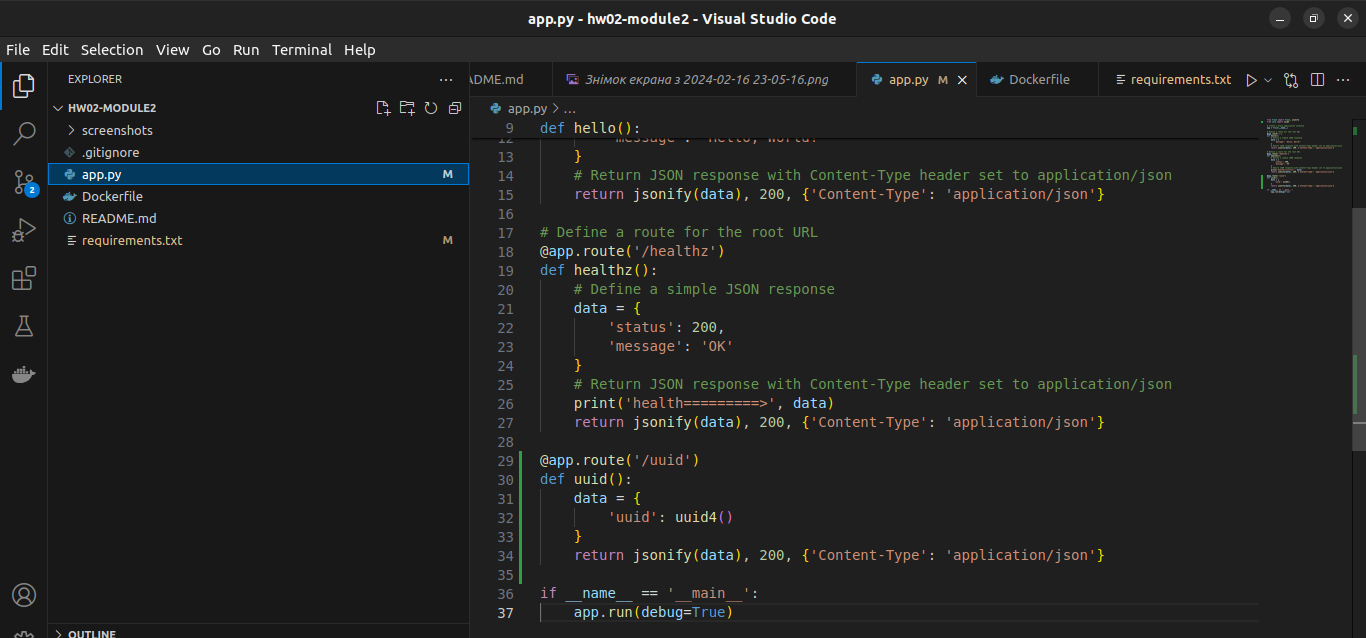 app.py - hw02-module2 - Visual Studio Code
File Edit Selection View Go Run Terminal Help
EXPLORER
HW02-MODULE2
screenshots
.gitignore
app.py M
Dockerfile
README.md
requirements.txt M
OUTLINE
2
DME.md Знімок екрана з 2024-02-16 23-05-16.png app.py M Dockerfile requirements.txt
app.py > ...
9 def hello():
12 'message': 'Hello, World!'
13 }
14 # Return JSON response with Content-Type header set to application/json
15 return jsonify(data), 200, {'Content-Type': 'application/json'}
16
17 # Define a route for the root URL
18 @app.route('/healthz')
19 def healthz():
20 # Define a simple JSON response
21 data = {
22 'status': 200,
23 'message': 'OK'
24 }
25 # Return JSON response with Content-Type header set to application/json
26 print('health=========>', data)
27 return jsonify(data), 200, {'Content-Type': 'application/json'}
28
29 @app.route('/uuid')
30 def uuid():
31 data = {
32 'uuid': uuid4()
33 }
34 return jsonify(data), 200, {'Content-Type': 'application/json'}
35
36 if __name__ == '__main__':
37 app.run(debug=True)